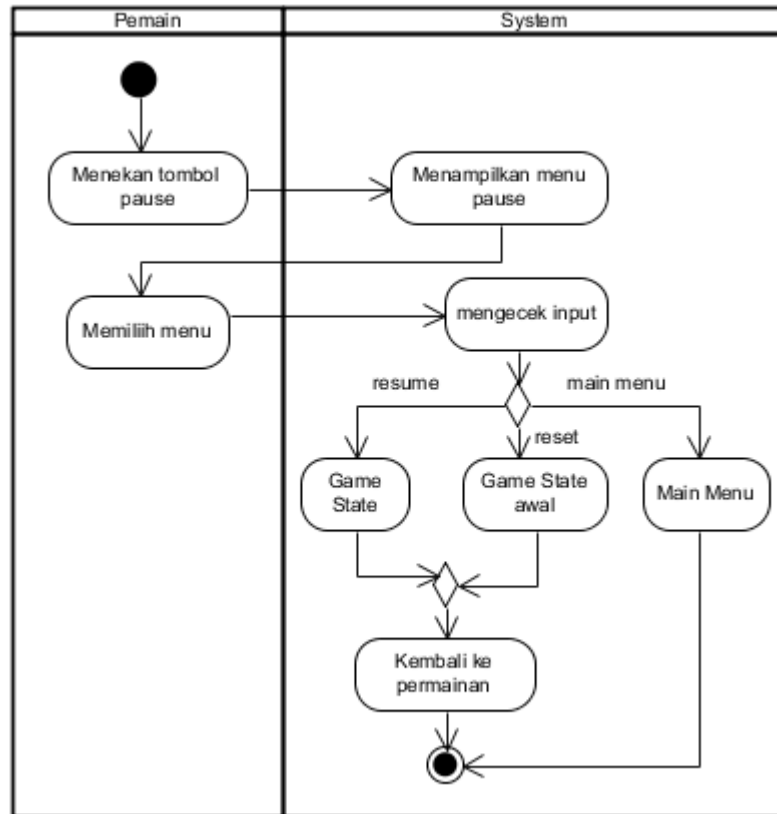 Pemain
System
Menekan tombol
pause
Menampilkan menu
pause
Memiliih menu
mengecek input
resume
main menu
reset
Game
State
Game State
awal
Main Menu
Kembali ke
permainan